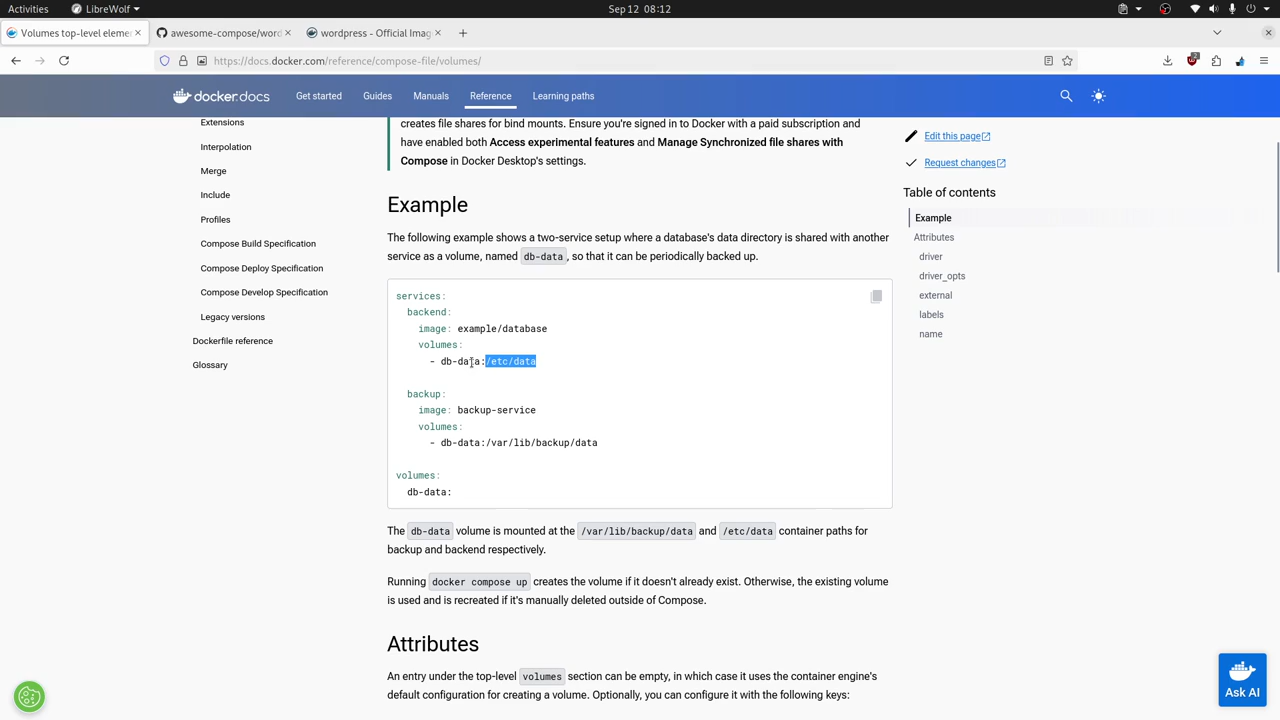 Activities LibreWolf Sep 12 08:12
Volumes top-level eleme awesome-compose/word wordpress - Official Imag
https://docs.docker.com/reference/compose-file/volumes/ 2
docker.docs Get started Guides Manuals Reference Learning paths
Extensions
Interpolation
Merge
Include
Profiles
Compose Build Specification
Compose Deploy Specification
Compose Develop Specification
Legacy versions
Dockerfile reference
Glossary
creates file shares for bind mounts. Ensure you're signed in to Docker with a paid subscription and
have enabled both Access experimental features and Manage Synchronized file shares with
Compose in Docker Desktop's settings.
Example
The following example shows a two-service setup where a database's data directory is shared with another
service as a volume, named db-data, so that it can be periodically backed up.
services:
  backend:
    image: example/database
    volumes:
      - db-data:/etc/data
  backup:
    image: backup-service
    volumes:
      - db-data:/var/lib/backup/data
volumes:
  db-data:
The db-data volume is mounted at the /var/lib/backup/data and /etc/data container paths for
backup and backend respectively.
Running docker compose up creates the volume if it doesn't already exist. Otherwise, the existing volume
is used and is recreated if it's manually deleted outside of Compose.
Attributes
An entry under the top-level volumes section can be empty, in which case it uses the container engine's
default configuration for creating a volume. Optionally, you can configure it with the following keys:
Edit this page
Request changes
Table of contents
Example
Attributes
driver
driver_opts
external
labels
name
Ask AI